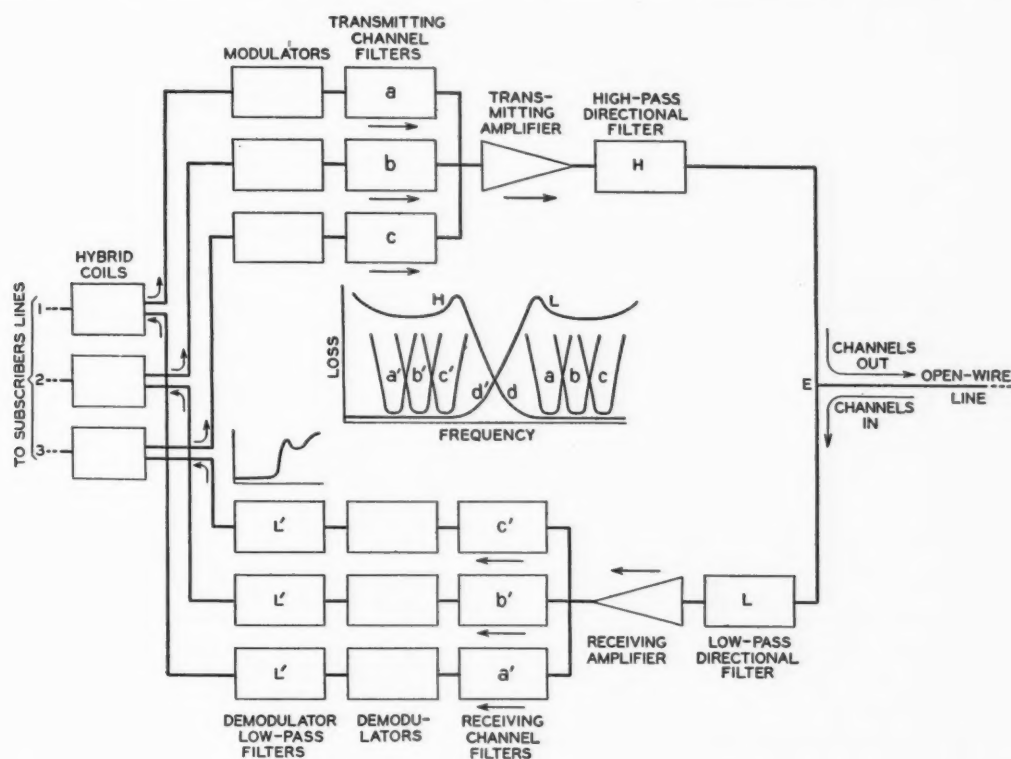 TRANSMITTING
CHANNEL
FILTERS
MODULATORS
a
b
c
TRANS-
MITTING
AMPLIFIER
HIGH-PASS
DIRECTIONAL
FILTER
H
HYBRID
COILS
TO SUBSCRIBERS LINES
1
2
3
LOSS
H
L
a'
b'
c'
d'
d
a
b
c
FREQUENCY
CHANNELS
OUT
E
OPEN-WIRE
LINE
CHANNELS
IN
L'
c'
L'
b'
L'
a'
RECEIVING
AMPLIFIER
L
LOW-PASS
DIRECTIONAL
FILTER
DEMODULATOR
LOW-PASS
FILTERS
DEMODU-
LATORS
RECEIVING
CHANNEL
FILTERS